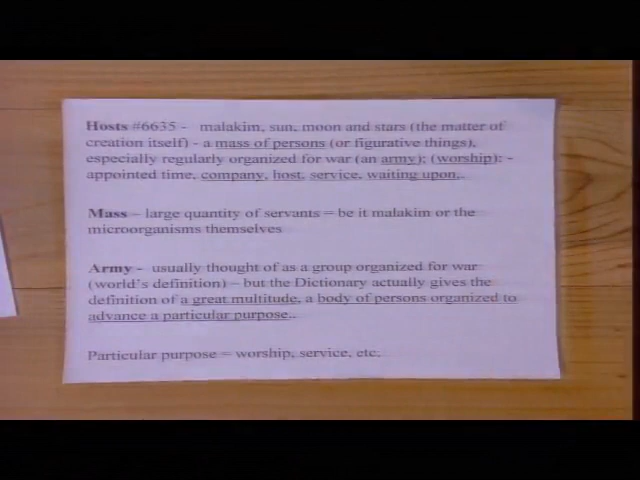 Hosts #6635 - malakim, sun, moon and stars (the matter of
creation itself) - a mass of persons (or figurative things),
especially regularly organized for war (an army); (worship): -
appointed time, company, host, service, waiting upon,.
Mass – large quantity of servants = be it malakim or the
microorganisms themselves
Army - usually thought of as a group organized for war
(world's definition) – but the Dictionary actually gives the
definition of a great multitude, a body of persons organized to
advance a particular purpose..
Particular purpose = worship, service, etc.